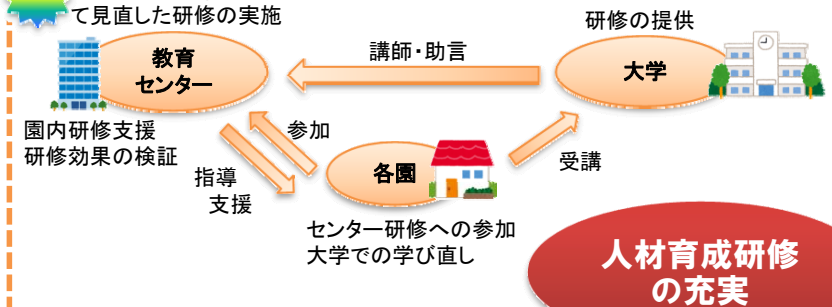 て見直した研修の実施
研修の提供
教育
センター
講師・助言
大学
園内研修支援
研修効果の検証
参加
指導
支援
各園
受講
センター研修への参加
大学での学び直し
人材育成研修
の充実